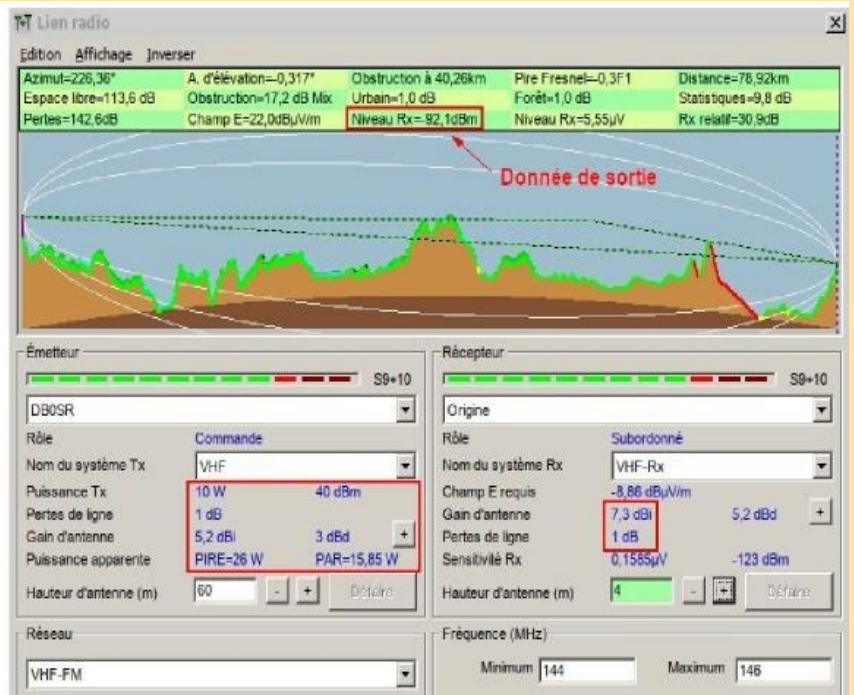 Lien radio
Edition Affichage Inverser
Azimut=226,36° A. d'élévation=-0,317° Obstruction à 40,26km Pire Fresnel=-0,3F1 Distance=78,92km
Espace libre=113,6 dB Obstruction=17,2 dB Mix Urbain=1,0 dB Forêt=1,0 dB Statistiques=9,8 dB
Pertes=142,6dB Champ E=22,0dBµV/m Niveau Rx=-92,1dBm Niveau Rx=5,55µV Rx relatif=30,9dB
Donnée de sortie
Émetteur Récepteur
S9+10 S9+10
DB0SR Origine
Rôle Commande Rôle Subordonné
Nom du système Tx VHF Nom du système Rx VHF-Rx
Puissance Tx 10 W 40 dBm Champ E requis -8,86 dBµV/m
Pertes de ligne 1 dB Gain d'antenne 7,3 dBi 5,2 dBd +
Gain d'antenne 5,2 dBi 3 dBd + Pertes de ligne 1 dB
Puissance apparente PIRE=26 W PAR=15,85 W Sensitivité Rx 0,1585µV -123 dBm
Hauteur d'antenne (m) 60 - + Défaire Hauteur d'antenne (m) 4 - + Défaire
Réseau Fréquence (MHz)
VHF-FM Minimum 144 Maximum 146